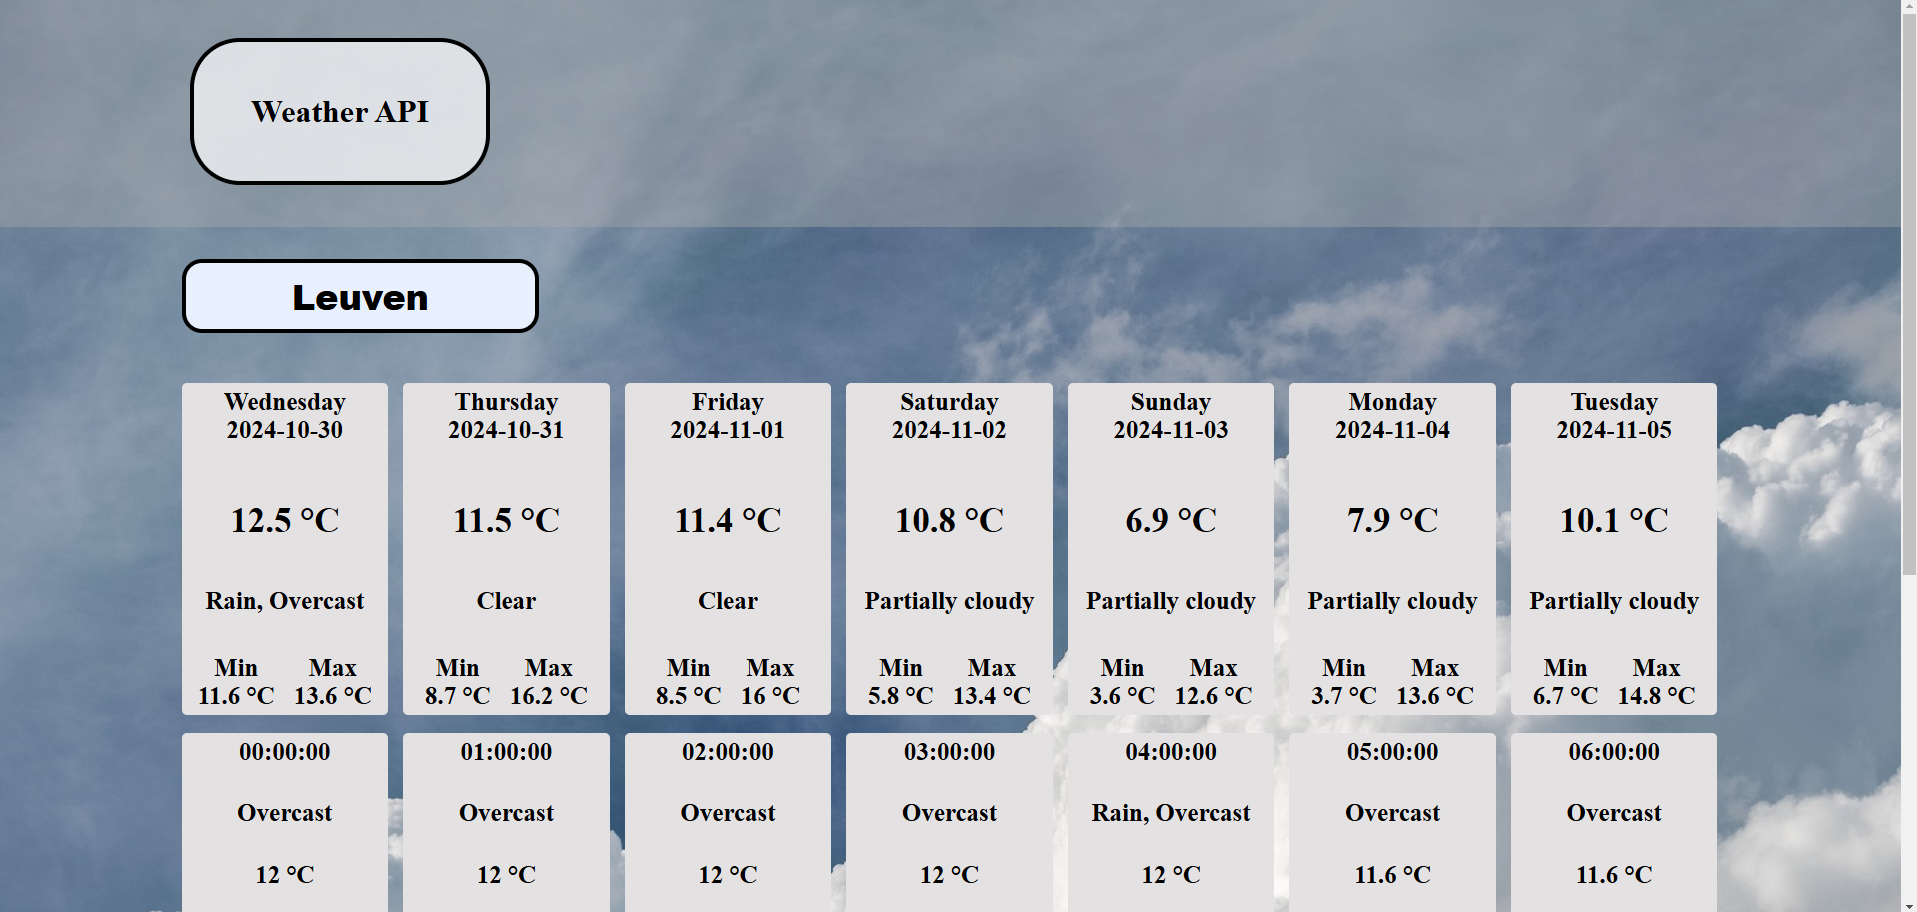 Weather API
Leuven
Wednesday Thursday Friday Saturday Sunday Monday Tuesday
2024-10-30 2024-10-31 2024-11-01 2024-11-02 2024-11-03 2024-11-04 2024-11-05
12.5 °C 11.5 °C 11.4 °C 10.8 °C 6.9 °C 7.9 °C 10.1 °C
Rain, Overcast Clear Clear Partially cloudy Partially cloudy Partially cloudy Partially cloudy
Min Max Min Max Min Max Min Max Min Max Min Max Min Max
11.6 °C 13.6 °C 8.7 °C 16.2 °C 8.5 °C 16 °C 5.8 °C 13.4 °C 3.6 °C 12.6 °C 3.7 °C 13.6 °C 6.7 °C 14.8 °C
00:00:00 01:00:00 02:00:00 03:00:00 04:00:00 05:00:00 06:00:00
Overcast Overcast Overcast Overcast Rain, Overcast Overcast Overcast
12 °C 12 °C 12 °C 12 °C 12 °C 11.6 °C 11.6 °C